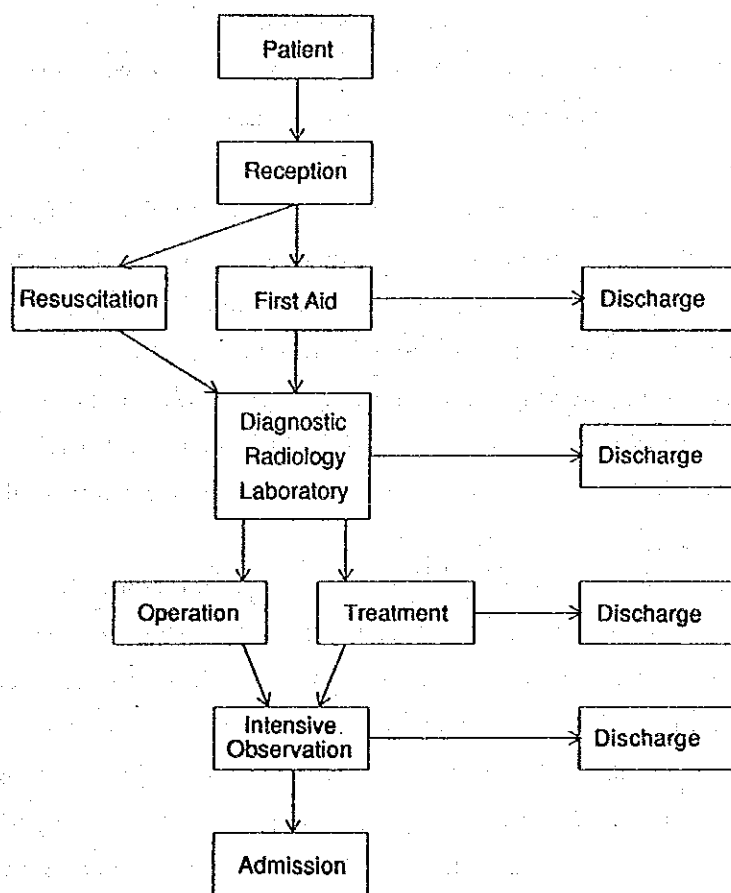 Patient
Reception
Resuscitation
First Aid
Discharge
Diagnostic
Radiology
Laboratory
Discharge
Operation
Treatment
Discharge
Intensive
Observation
Discharge
Admission